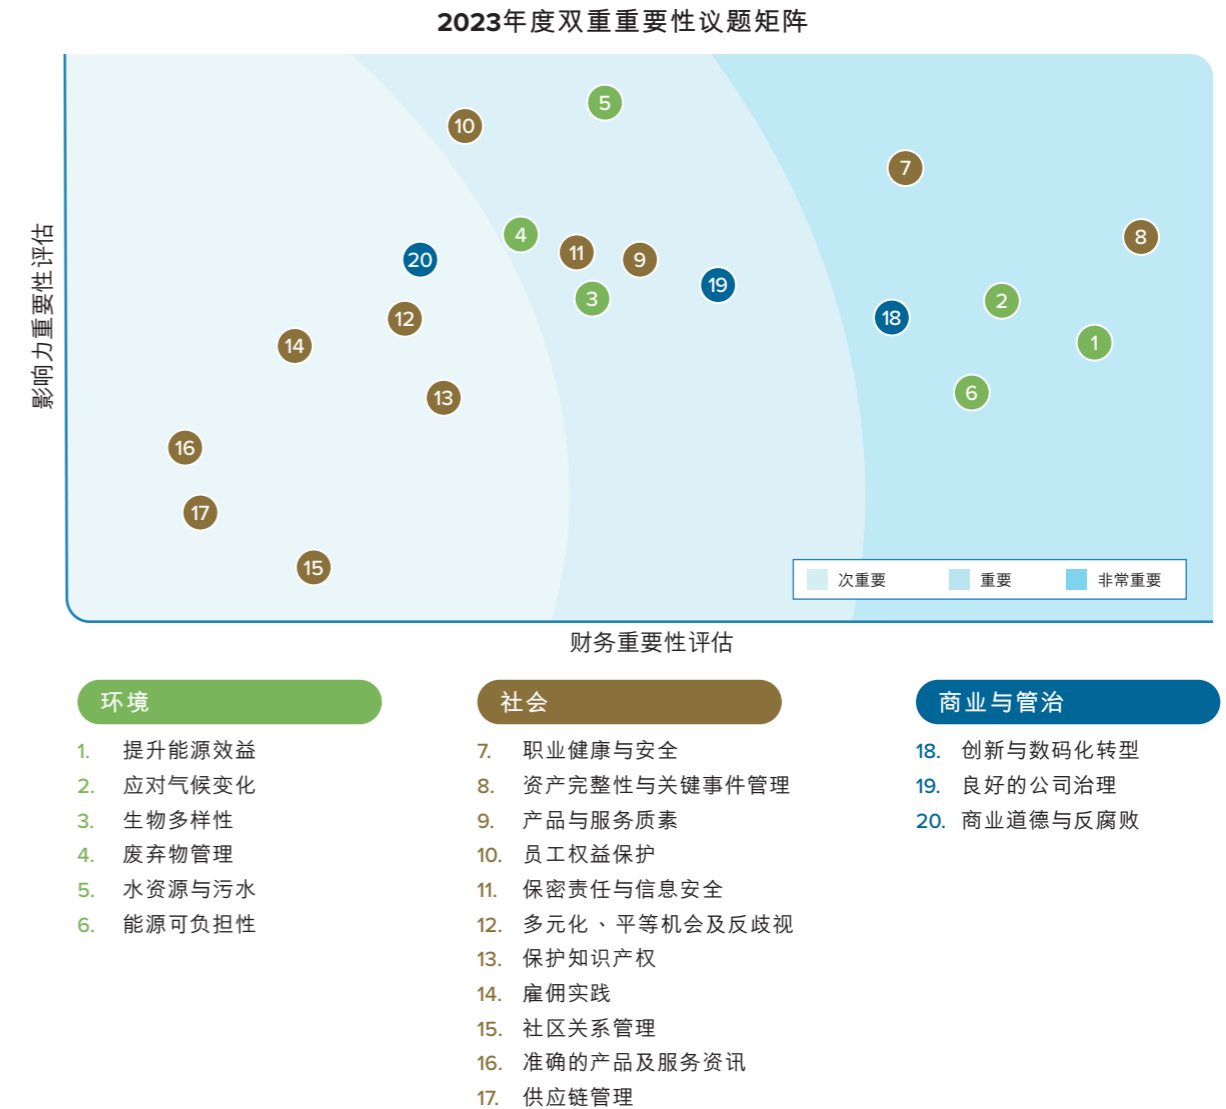 2023年度双重重要性议题矩阵
影响力重要性评估
5
10
7
4
8
11
9
20
19
3
2
12
18
14
1
6
13
16
17
15
次重要
重要
非常重要
财务重要性评估
环境
1. 提升能源效益
2. 应对气候变化
3. 生物多样性
4. 废弃物管理
5. 水资源与污水
6. 能源可负担性
社会
7. 职业健康与安全
8. 资产完整性与关键事件管理
9. 产品与服务质素
10. 员工权益保护
11. 保密责任与信息安全
12. 多元化、平等机会及反歧视
13. 保护知识产权
14. 雇佣实践
15. 社区关系管理
16. 准确的产品及服务资讯
17. 供应链管理
商业与管治
18. 创新与数码化转型
19. 良好的公司治理
20. 商业道德与反腐败